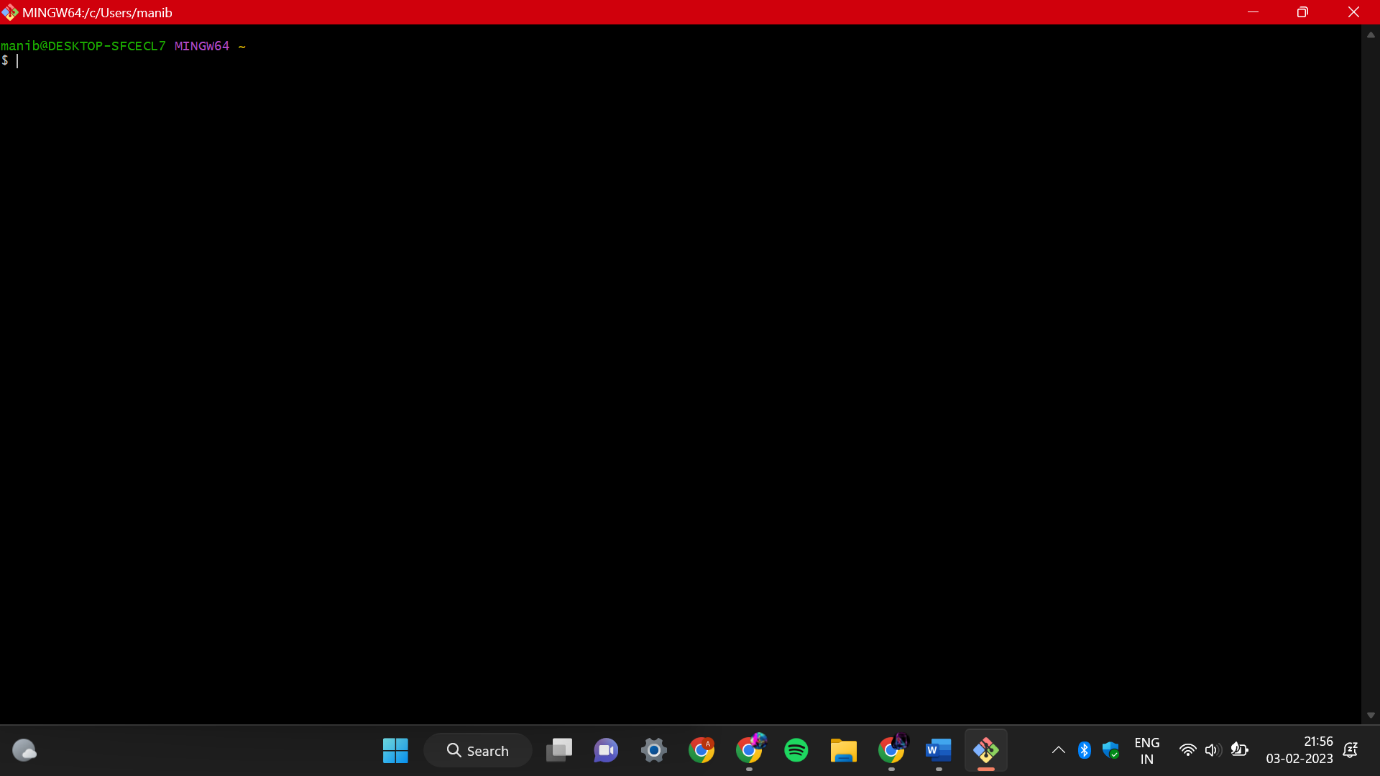 MINGW64:/c/Users/manib
manib@DESKTOP-SFCECL7 MINGW64 ~
$
Search
A
W
ENG
IN
21:56
03-02-2023